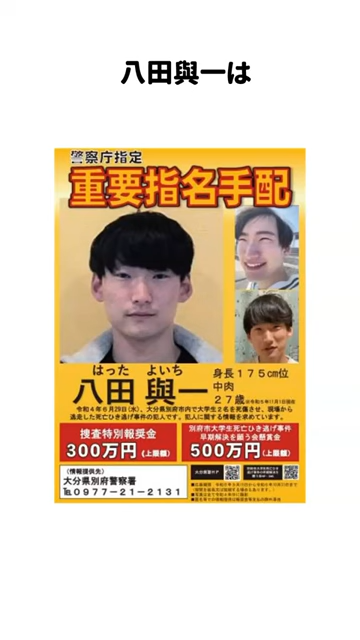 八田與一は
警察庁指定
重要指名手配
はった よいち
八田 與一
身長175cm位
中肉
27歳
令和4年6月29日(水)、大分県別府市内で大学生2名を死傷させ、現場から
逃走した死亡ひき逃げ事件の犯人です。犯人に関する情報を求めています。
捜査特別報奨金
300万円(上限額)
別府市大学生死亡ひき逃げ事件
早期解決を願う会懸賞金
500万円(上限額)
(情報提供先)
大分県別府警察署
℡0977-21-2131